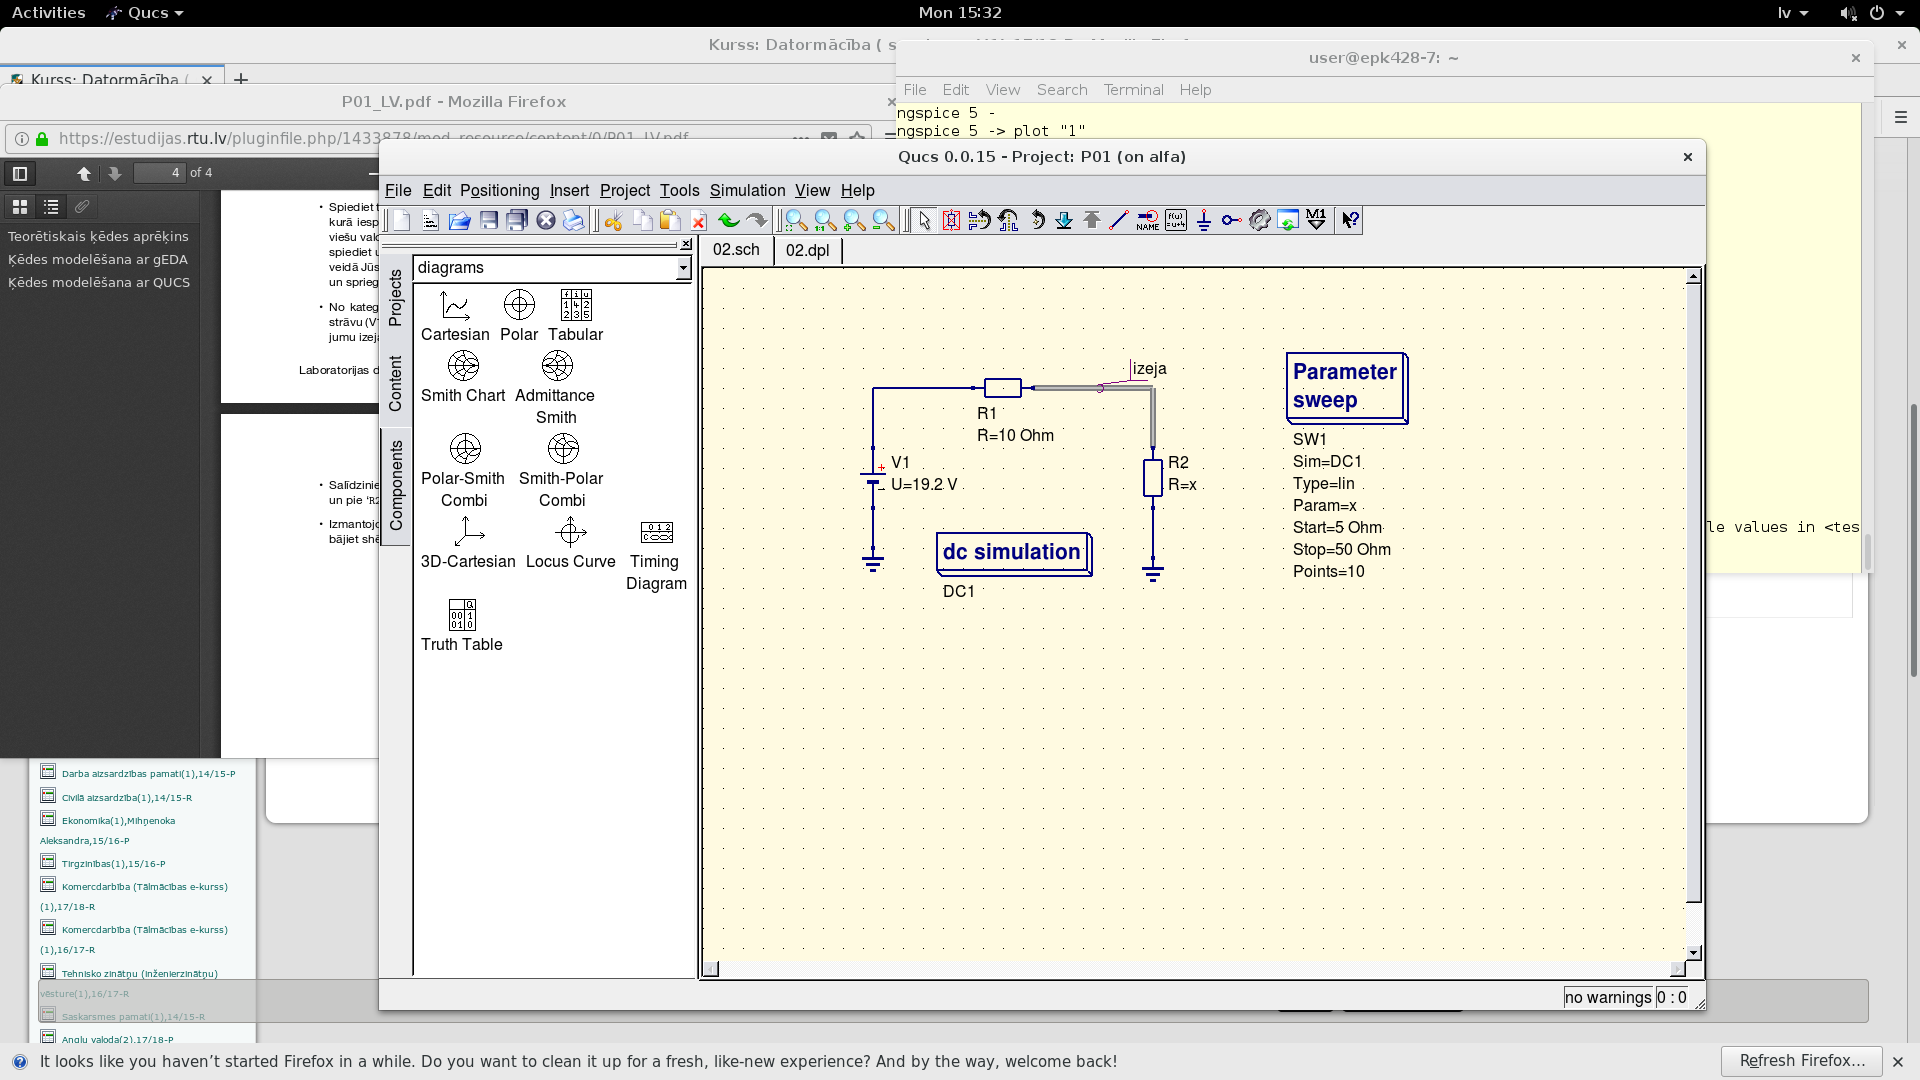 Activities
Qucs
Mon 15:32
lv
Kurss: Datormācība ( s
Kurss: Datormācība (
user@epk428-7: ~
File Edit View Search Terminal Help
ngspice 5 -
ngspice 5 -> plot "1"
le values in <tes
P01_LV.pdf - Mozilla Firefox
https://estudijas.rtu.lv/pluginfile.php/1433878/mod_resource/content/0/P01_LV.pdf
4 of 4
Teorētiskais ķēdes aprēķins
Ķēdes modelēšana ar gEDA
Ķēdes modelēšana ar QUCS
• Spiediet
kurā iesp
viešu valo
spiediet
veidā Jūs
un sprieg
• No kateg
strāvu (V
jumu izej
Laboratorijas d
• Salīdzinie
un pie 'R
• Izmantojo
bājiet shē
Qucs 0.0.15 - Project: P01 (on alfa)
File Edit Positioning Insert Project Tools Simulation View Help
NAME
Projects
Content
Components
diagrams
Cartesian
Polar
Tabular
Smith Chart
Admittance
Smith
Polar-Smith
Combi
Smith-Polar
Combi
3D-Cartesian
Locus Curve
Timing
Diagram
Truth Table
02.sch
02.dpl
izeja
R1
R=10 Ohm
V1
U=19.2 V
R2
R=x
dc simulation
DC1
Parameter
sweep
SW1
Sim=DC1
Type=lin
Param=x
Start=5 Ohm
Stop=50 Ohm
Points=10
no warnings
0 : 0
Darba aizsardzības pamati(1),14/15-P
Civilā aizsardzība(1),14/15-R
Ekonomika(1),Mihņenoka
Aleksandra,15/16-P
Tirgzinības(1),15/16-P
Komercdarbība (Tālmācības e-kurss)
(1),17/18-R
Komercdarbība (Tālmācības e-kurss)
(1),16/17-R
Tehnisko zinātņu (inženierzinātņu)
vēsture(1),16/17-R
Saskarsmes pamati(1),14/15-R
Angļu valoda(2),17/18-P
It looks like you haven’t started Firefox in a while. Do you want to clean it up for a fresh, like-new experience? And by the way, welcome back!
Refresh Firefox…